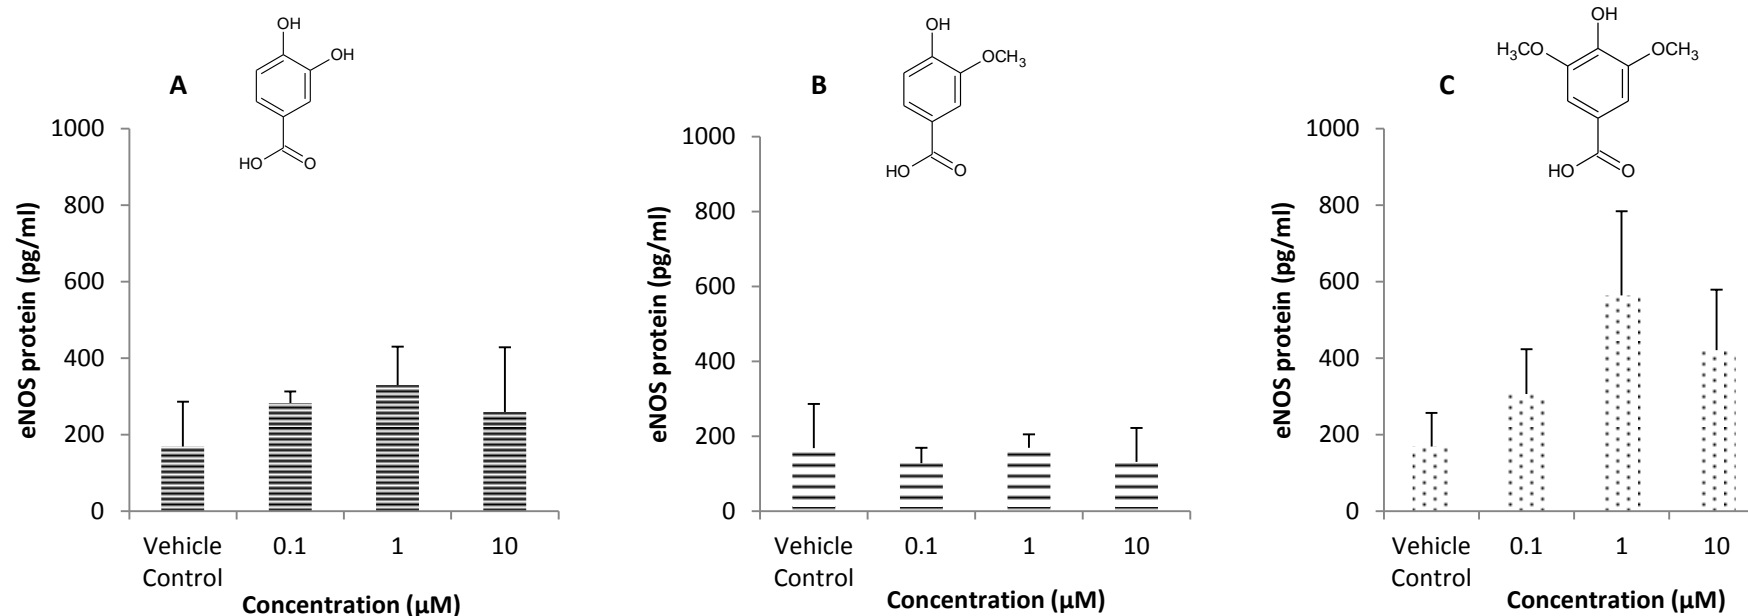 A
OH
OH
HO
O
eNOS protein (pg/ml)
1000
800
600
400
200
0
Vehicle
Control
0.1
1
10
Concentration (µM)
B
OH
OCH3
HO
O
eNOS protein (pg/ml)
1000
800
600
400
200
0
Vehicle
Control
0.1
1
10
Concentration (µM)
C
OH
H3CO
OCH3
HO
O
eNOS protein (pg/ml)
1000
800
600
400
200
0
Vehicle
Control
0.1
1
10
Concentration (µM)